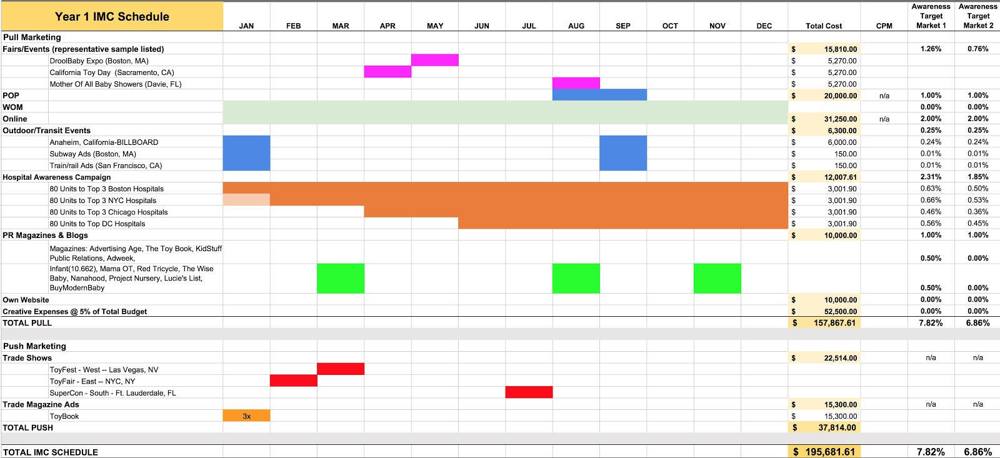 Year 1 IMC Schedule JAN FEB MAR APR MAY JUN JUL AUG SEP OCT NOV DEC Total Cost CPM Awareness Target Market 1 Awareness Target Market 2
Pull Marketing
Fairs/Events (representative sample listed) $ 15,810.00 1.26% 0.76%
DroolBaby Expo (Boston, MA) $ 5,270.00
California Toy Day (Sacramento, CA) $ 5,270.00
Mother Of All Baby Showers (Davie, FL) $ 5,270.00
POP $ 20,000.00 n/a 1.00% 1.00%
WOM 0.00% 0.00%
Online $ 31,250.00 n/a 2.00% 2.00%
Outdoor/Transit Events $ 6,300.00 0.25% 0.25%
Anaheim, California-BILLBOARD $ 6,000.00 0.24% 0.24%
Subway Ads (Boston, MA) $ 150.00 0.01% 0.01%
Train/rail Ads (San Francisco, CA) $ 150.00 0.01% 0.01%
Hospital Awareness Campaign $ 12,007.61 2.31% 1.85%
80 Units to Top 3 Boston Hospitals $ 3,001.90 0.63% 0.50%
80 Units to Top 3 NYC Hospitals $ 3,001.90 0.66% 0.53%
80 Units to Top 3 Chicago Hospitals $ 3,001.90 0.46% 0.36%
80 Units to Top DC Hospitals $ 3,001.90 0.56% 0.45%
PR Magazines & Blogs $ 10,000.00 1.00% 1.00%
Magazines: Advertising Age, The Toy Book, KidStuff
Public Relations, Adweek, 0.50% 0.00%
Infant(10.662), Mama OT, Red Tricycle, The Wise
Baby, Nanahood, Project Nursery, Lucie's List,
BuyModernBaby 0.50% 0.00%
Own Website $ 10,000.00 0.00% 0.00%
Creative Expenses @ 5% of Total Budget $ 52,500.00 0.00% 0.00%
TOTAL PULL $ 157,867.61 7.82% 6.86%
Push Marketing
Trade Shows $ 22,514.00 n/a n/a
ToyFest - West -- Las Vegas, NV
ToyFair - East -- NYC, NY
SuperCon - South - Ft. Lauderdale, FL
Trade Magazine Ads $ 15,300.00 n/a n/a
ToyBook 3x $ 15,300.00
TOTAL PUSH $ 37,814.00
TOTAL IMC SCHEDULE $ 195,681.61 7.82% 6.86%